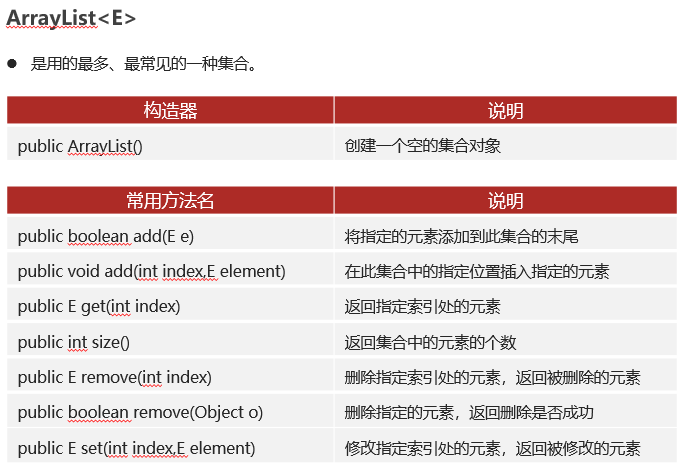 ArrayList<E>
● 是用的最多、最常见的一种集合。
构造器 说明
public ArrayList() 创建一个空的集合对象
常用方法名 说明
public boolean add(E e) 将指定的元素添加到此集合的末尾
public void add(int index,E element) 在此集合中的指定位置插入指定的元素
public E get(int index) 返回指定索引处的元素
public int size() 返回集合中的元素的个数
public E remove(int index) 删除指定索引处的元素，返回被删除的元素
public boolean remove(Object o) 删除指定的元素，返回删除是否成功
public E set(int index,E element) 修改指定索引处的元素，返回被修改的元素